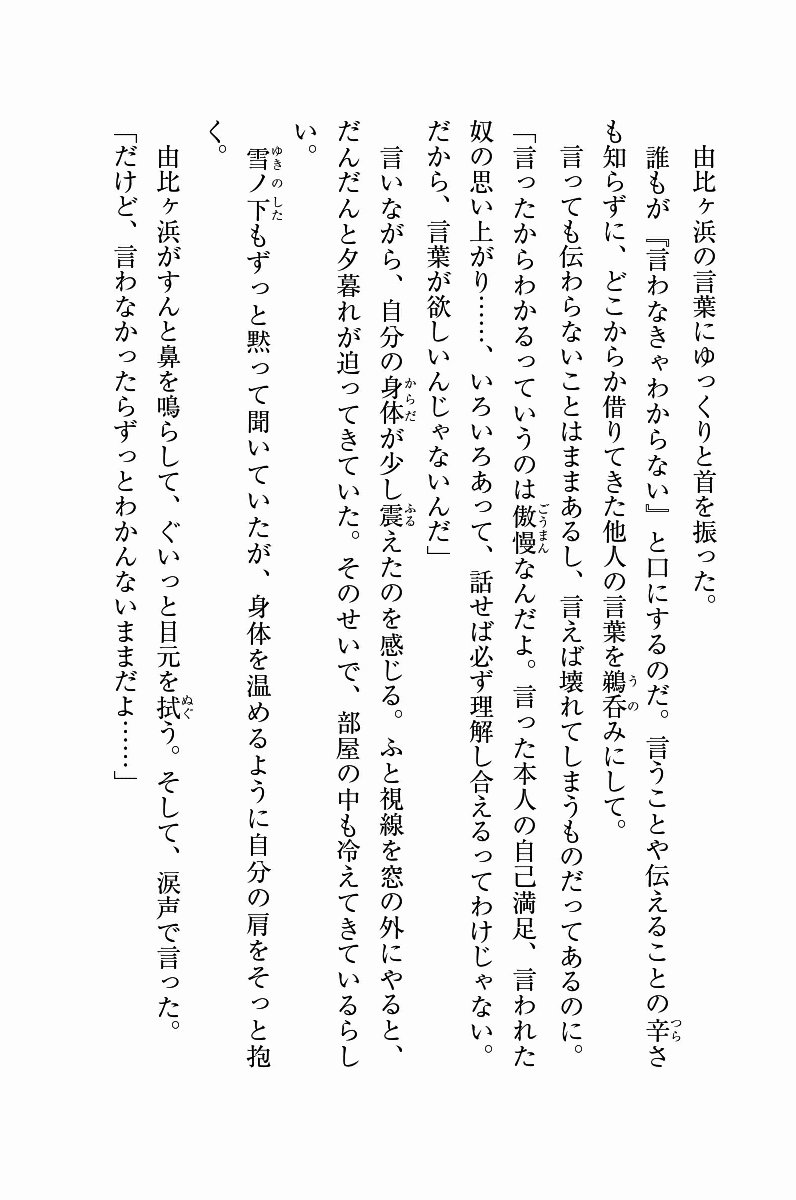 由比ヶ浜の言葉にゆっくりと首を振った。
誰もが『言わなきゃわからない』と口にするのだ。言うことや伝えることの辛さ
も知らずに、どこからか借りてきた他人の言葉を鵜呑みにして。
言っても伝わらないことはままあるし、言えば壊れてしまうものだってあるのに。
「言ったからわかるっていうのは傲慢なんだよ。言った本人の自己満足、言われた
奴の思い上がり……、いろいろあって、話せば必ず理解し合えるってわけじゃない。
だから、言葉が欲しいんじゃないんだ」
言いながら、自分の身体が少し震えたのを感じる。ふと視線を窓の外にやると、
だんだんと夕暮れが迫ってきていた。そのせいで、部屋の中も冷えてきているらし
い。
雪ノ下もずっと黙って聞いていたが、身体を温めるように自分の肩をそっと抱
く。
由比ヶ浜がすんと鼻を鳴らして、ぐいっと目元を拭う。そして、涙声で言った。
「だけど、言わなかったらずっとわかんないままだよ……」